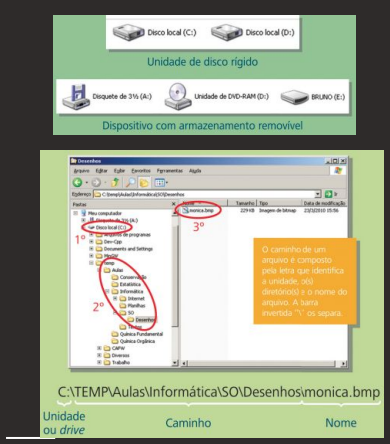 Disco local (C:) Disco local (D:)
Unidade de disco rígido
Disquete de 3½ (A:) Unidade de DVD-RAM (D:) BRUNO (E:)
Dispositivo com armazenamento removível
Desenhos
Arquivo Editar Exibir Favoritos Ferramentas Ajuda
Endereço C:\temp\Aulas\Informática\SO\Desenhos Ir
Pastas Tamanho Tipo Data de modificação
Meu computador monica.bmp 229 KB Imagem de bitmap 23/3/2010 15:56
Disquete de 3½ (A:)
1º Disco local (C:) 3º
Arquivos de programas
Dev-Cpp
Documents and Settings
MinGW
temp
Aulas
Conservação
Estatística
Informática
Internet
Planilhas
2º SO
Desenhos
Textos
Química Fundamental
Química Orgânica
CAPAV
Diversos
Trabalho
O caminho de um
arquivo é composto
pela letra que identifica
a unidade, o(s)
diretório(s) e o nome do
arquivo. A barra
invertida "\" os separa.
C:\TEMP\Aulas\Informática\SO\Desenhos\monica.bmp
Unidade
ou drive Caminho Nome